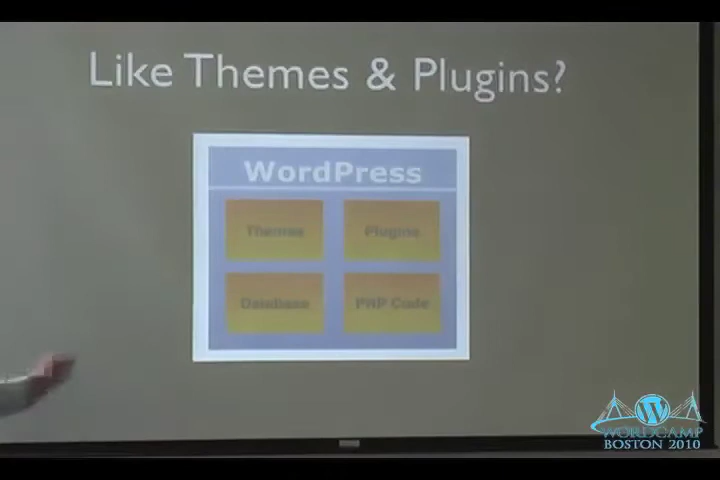 Like Themes & Plugins?
WordPress
Themes Plugins
Database PHP Code
WORDCAMP
BOSTON 2010